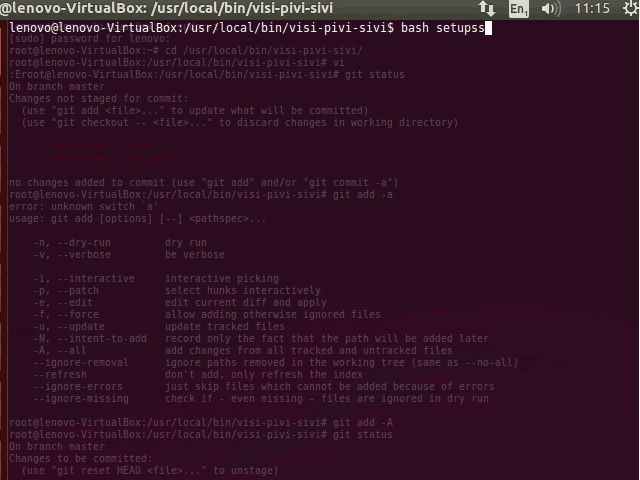 @lenovo-VirtualBox: /usr/local/bin/visi-pivi-sivi En1 11:15
lenovo@lenovo-VirtualBox:/usr/local/bin/visi-pivi-sivi$ bash setupss
[sudo] password for lenovo:
root@lenovo-VirtualBox:~# cd /usr/local/bin/visi-pivi-sivi/
root@lenovo-VirtualBox:/usr/local/bin/visi-pivi-sivi# vi
:Eroot@lenovo-VirtualBox:/usr/local/bin/visi-pivi-sivi# git status
On branch master
Changes not staged for commit:
  (use "git add <file>..." to update what will be committed)
  (use "git checkout -- <file>..." to discard changes in working directory)
no changes added to commit (use "git add" and/or "git commit -a")
root@lenovo-VirtualBox:/usr/local/bin/visi-pivi-sivi# git add -a
error: unknown switch `a'
usage: git add [options] [--] <pathspec>...
    -n, --dry-run         dry run
    -v, --verbose         be verbose
    -i, --interactive     interactive picking
    -p, --patch           select hunks interactively
    -e, --edit            edit current diff and apply
    -f, --force           allow adding otherwise ignored files
    -u, --update          update tracked files
    -N, --intent-to-add   record only the fact that the path will be added later
    -A, --all             add changes from all tracked and untracked files
    --ignore-removal      ignore paths removed in the working tree (same as --no-all)
    --refresh             don't add, only refresh the index
    --ignore-errors       just skip files which cannot be added because of errors
    --ignore-missing      check if - even missing - files are ignored in dry run
root@lenovo-VirtualBox:/usr/local/bin/visi-pivi-sivi# git add -A
root@lenovo-VirtualBox:/usr/local/bin/visi-pivi-sivi# git status
On branch master
Changes to be committed:
  (use "git reset HEAD <file>..." to unstage)